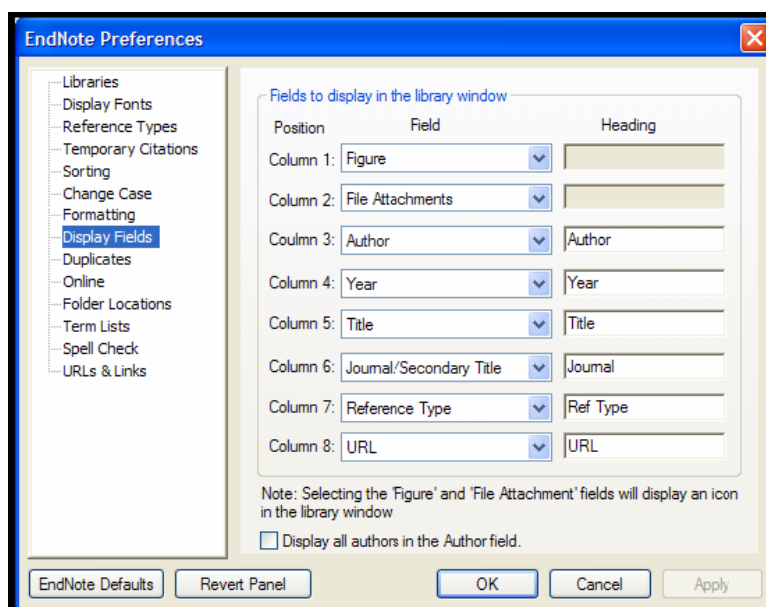 EndNote Preferences
Libraries
Display Fonts
Reference Types
Temporary Citations
Sorting
Change Case
Formatting
Display Fields
Duplicates
Online
Folder Locations
Term Lists
Spell Check
URLs & Links
Fields to display in the library window
Position Field Heading
Column 1: Figure
Column 2: File Attachments
Coulmn 3: Author Author
Column 4: Year Year
Column 5: Title Title
Column 6: Journal/Secondary Title Journal
Column 7: Reference Type Ref Type
Column 8: URL URL
Note: Selecting the 'Figure' and 'File Attachment' fields will display an icon
in the library window
Display all authors in the Author field.
EndNote Defaults Revert Panel OK Cancel Apply